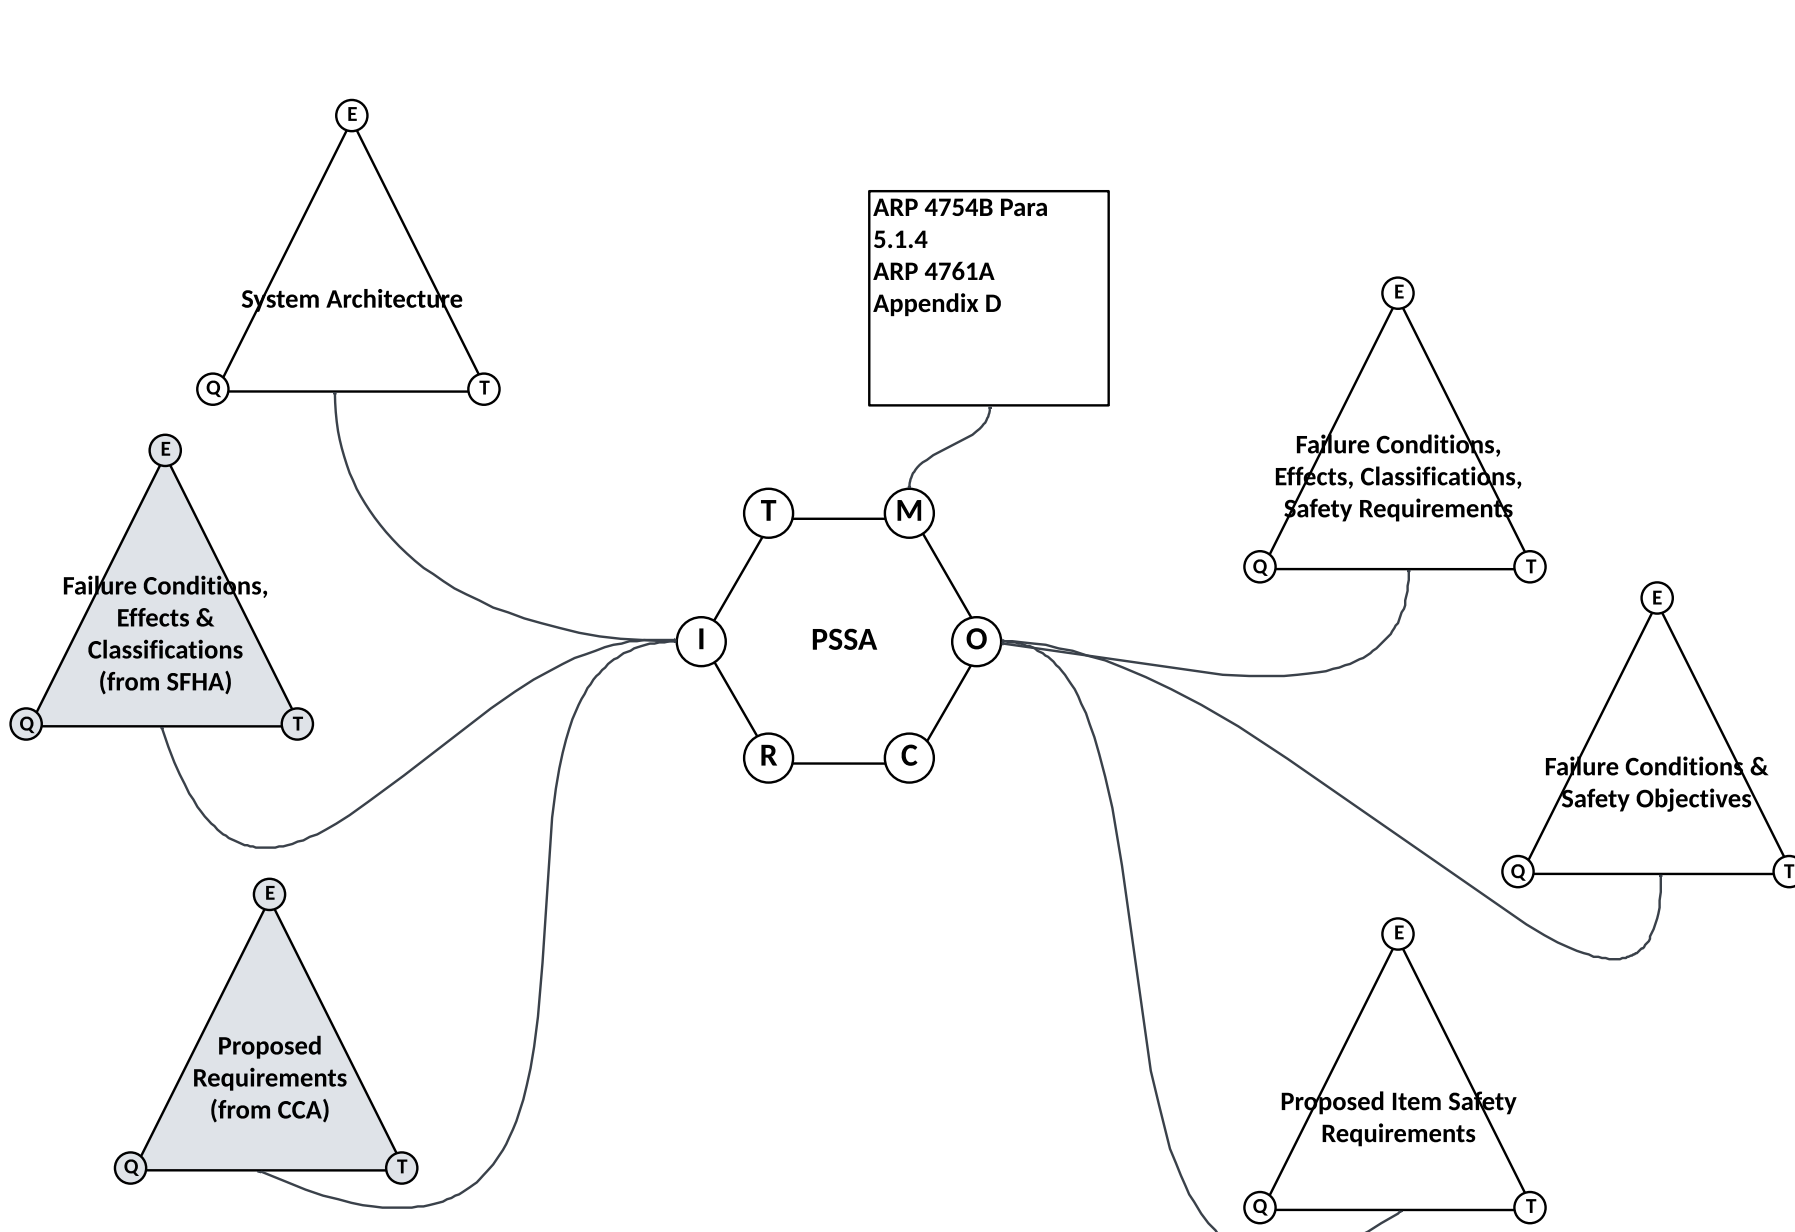 E
System Architecture
Q
T
ARP 4754B Para
5.1.4
ARP 4761A
Appendix D
E
Failure Conditions,
Effects, Classifications,
Safety Requirements
Q
T
E
Failure Conditions,
Effects &
Classifications
(from SFHA)
Q
T
T
M
I
PSSA
O
R
C
E
Failure Conditions &
Safety Objectives
Q
T
E
Proposed
Requirements
(from CCA)
Q
T
E
Proposed Item Safety
Requirements
Q
T